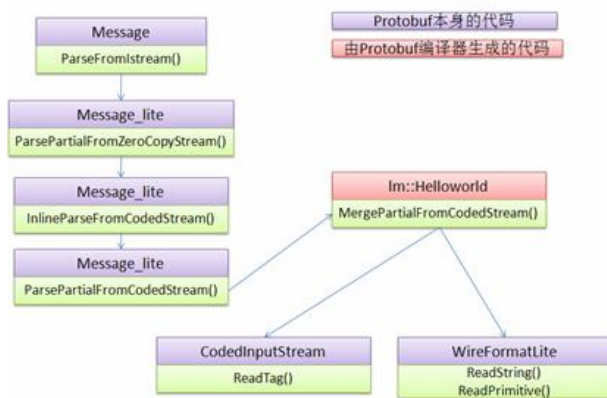 Message
ParseFromIstream()
Protobuf本身的代码
由Protobuf编译器生成的代码
Message_lite
ParsePartialFromZeroCopyStream()
Message_lite
InlineParseFromCodedStream()
lm::Helloworld
MergePartialFromCodedStream()
Message_lite
ParsePartialFromCodedStream()
CodedInputStream
ReadTag()
WireFormatLite
ReadString()
ReadPrimitive()